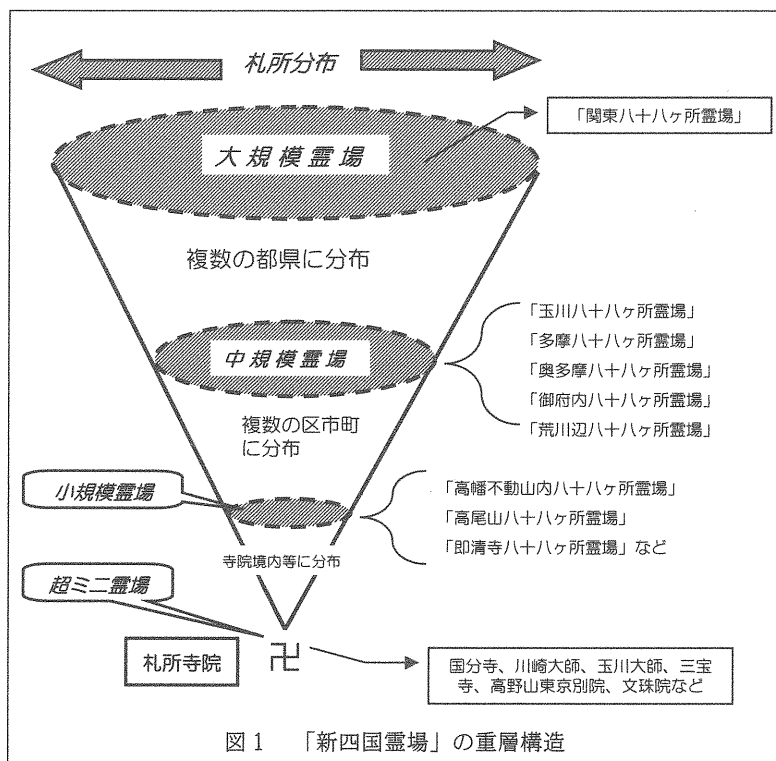 札所分布
大規模霊場
「関東八十八ヶ所霊場」
複数の都県に分布
中規模霊場
「玉川八十八ヶ所霊場」
「多摩八十八ヶ所霊場」
「奥多摩八十八ヶ所霊場」
「御府内八十八ヶ所霊場」
「荒川辺八十八ヶ所霊場」
複数の区市町
に分布
小規模霊場
「高幡不動山内八十八ヶ所霊場」
「高尾山八十八ヶ所霊場」
「即清寺八十八ヶ所霊場」など
寺院境内等に分布
超ミニ霊場
札所寺院
卍
国分寺、川崎大師、玉川大師、三宝
寺、高野山東京別院、文珠院など
図1 「新四国霊場」の重層構造